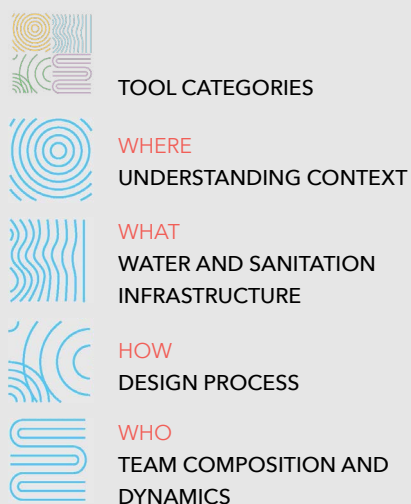 TOOL CATEGORIES
WHERE
UNDERSTANDING CONTEXT
WHAT
WATER AND SANITATION
INFRASTRUCTURE
HOW
DESIGN PROCESS
WHO
TEAM COMPOSITION AND
DYNAMICS